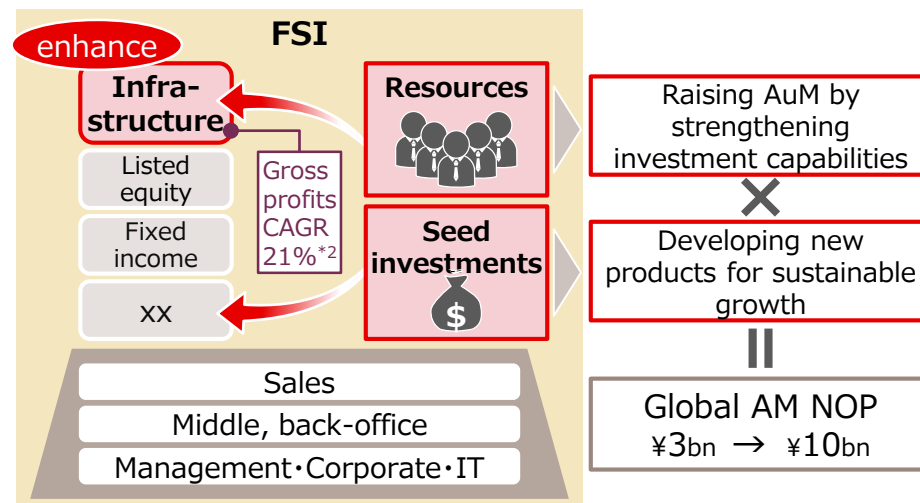 FSI
enhance
Infra-
structure
Listed
equity
Fixed
income
xx
Gross
profits
CAGR
21%*2
Resources
Seed
investments
$
Sales
Middle, back-office
Management・Corporate・IT
Raising AuM by
strengthening
investment capabilities
×
Developing new
products for sustainable
growth
Global AM NOP
¥3bn → ¥10bn